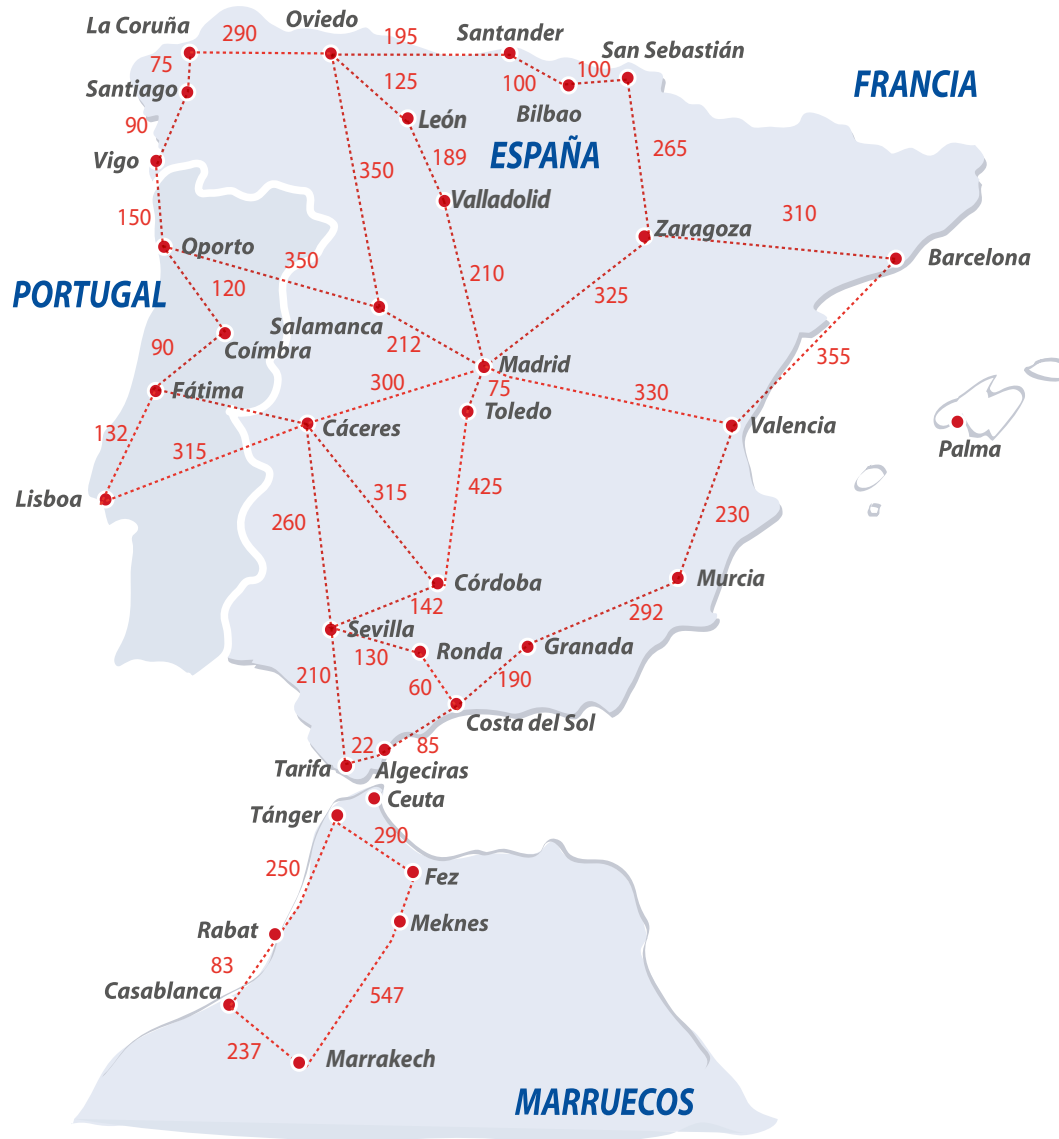 La Coruña
290
Oviedo
195
Santander
San Sebastián
75
125
100
100
FRANCIA
Santiago
León
Bilbao
90
189
ESPAÑA
265
Vigo
350
Valladolid
150
310
Oporto
350
Zaragoza
Barcelona
210
120
325
PORTUGAL
Salamanca
212
90
Coímbra
355
Madrid
300
75
330
Fátima
Toledo
Cáceres
Valencia
132
315
Palma
Lisboa
315
425
260
230
Córdoba
Murcia
142
292
Sevilla
130
Ronda
Granada
210
60
190
Costa del Sol
22
85
Tarifa
Algeciras
Ceuta
Tánger
290
250
Fez
Rabat
Meknes
83
Casablanca
547
237
Marrakech
MARRUECOS